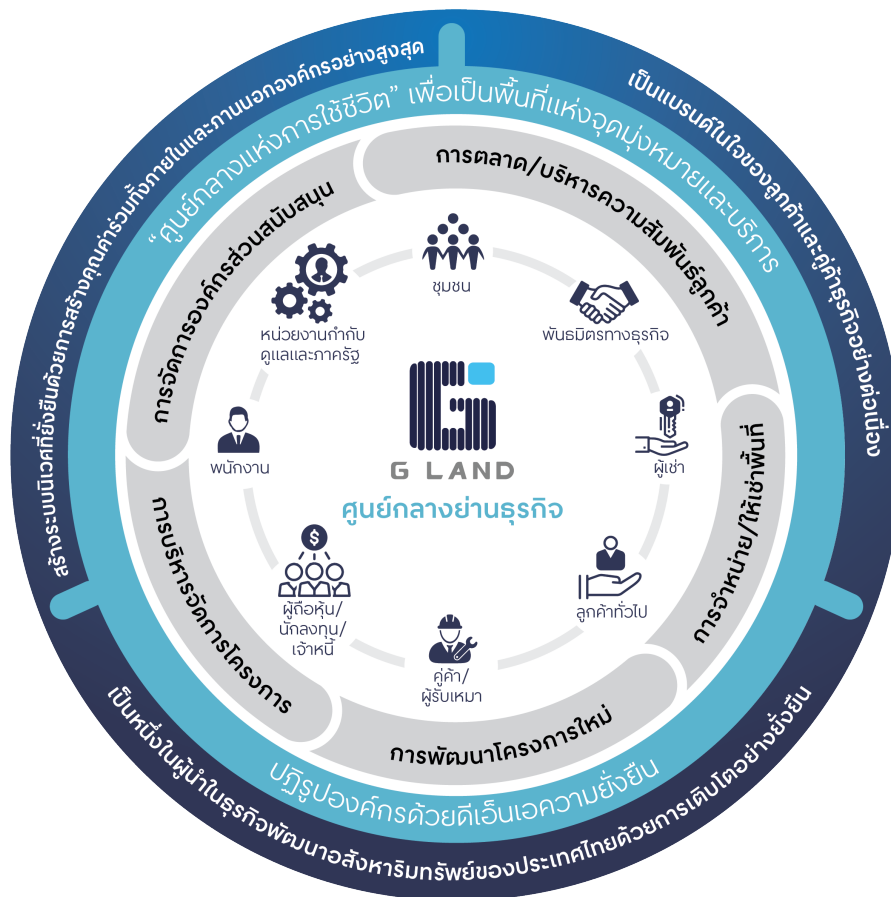 สร้างระบบนิเวศที่ยั่งยืนด้วยการสร้างคุณค่าร่วมทั้งภายในและภานนอกองค์กรอย่างสูงสุด
เป็นแบรนด์ในใจของลูกค้าและคู่ค้าธุรกิจอย่างต่อเนื่อง
เป็นหนึ่งในผู้นำในธุรกิจพัฒนาอสังหาริมทรัพย์ของประเทศไทยด้วยการเติบโตอย่างยั่งยืน
“ศูนย์กลางแห่งการใช้ชีวิต” เพื่อเป็นพื้นที่แห่งจุดมุ่งหมายและบริการ
ปฏิรูปองค์กรด้วยดีเอ็นเอความยั่งยืน
การจัดการองค์กรส่วนสนับสนุน
การตลาด/บริหารความสัมพันธ์ลูกค้า
การจำหน่าย/ให้เช่าพื้นที่
การพัฒนาโครงการใหม่
การบริหารจัดการโครงการ
ชุมชน
พันธมิตรทางธุรกิจ
ผู้เช่า
ลูกค้าทั่วไป
คู่ค้า/
ผู้รับเหมา
$
ผู้ถือหุ้น/
นักลงทุน/
เจ้าหนี้
พนักงาน
หน่วยงานกำกับ
ดูแลและภาครัฐ
G LAND
ศูนย์กลางย่านธุรกิจ